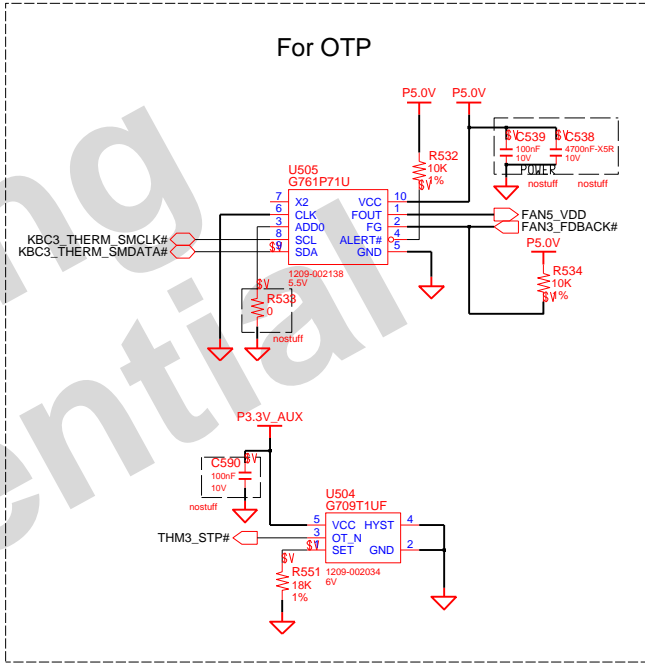 For OTP
P5.0V
P5.0V
$V
C539
100nF
10V
$V
C538
4700nF-X5R
10V
POWER
nostuff
nostuff
R532
10K
1%
$V
U505
G761P71U
7 X2
6 CLK
3 ADD0
8 SCL
9 SDA
VCC 10
FOUT 1
FG 2
ALERT# 4
GND 5
1209-002138
5.5V
KBC3_THERM_SMCLK#
KBC3_THERM_SMDATA#
$V
FAN5_VDD
FAN3_FDBACK#
P5.0V
R534
10K
$V
1%
$V
R533
0
nostuff
P3.3V_AUX
$V
C590
100nF
10V
nostuff
U504
G709T1UF
5 VCC HYST 4
3 OT_N
SET GND 2
1209-002034
6V
THM3_STP#
$V
$V
R551
18K
1%
ng
ential